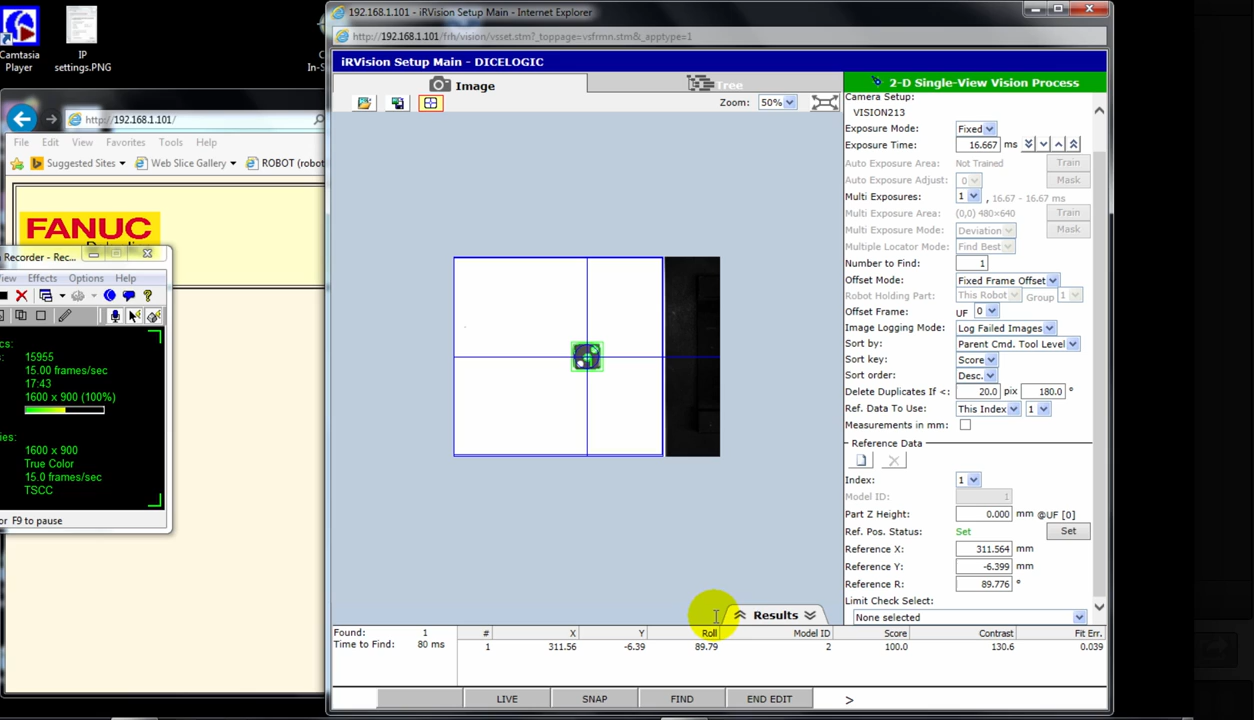 Camtasia
Player
IP
settings.PNG
In-S
http://192.168.1.101/
File Edit View Favorites Tools Help
Suggested Sites Web Slice Gallery ROBOT (robot
FANUC
Recorder - Rec...
View Effects Options Help
15955
15.00 frames/sec
17:43
1600 x 900 (100%)
1600 x 900
True Color
15.0 frames/sec
TSCC
or F9 to pause
192.168.1.101 - iRVision Setup Main - Internet Explorer
http://192.168.1.101/frh/vision/vsset.stm?_toppage=vsfrmn.stm&_apptype=1
iRVision Setup Main - DICELOGIC
Image Tree
Zoom: 50%
2-D Single-View Vision Process
Camera Setup:
VISION213
Exposure Mode: Fixed
Exposure Time: 16.667 ms
Auto Exposure Area: Not Trained Train
Auto Exposure Adjust: 0 Mask
Multi Exposures: 1 , 16.67 - 16.67 ms
Multi Exposure Area: (0,0) 480×640 Train
Multi Exposure Mode: Deviation Mask
Multiple Locator Mode: Find Best
Number to Find: 1
Offset Mode: Fixed Frame Offset
Robot Holding Part: This Robot Group 1
Offset Frame: UF 0
Image Logging Mode: Log Failed Images
Sort by: Parent Cmd. Tool Level
Sort key: Score
Sort order: Desc.
Delete Duplicates If <: 20.0 pix 180.0 °
Ref. Data To Use: This Index 1
Measurements in mm:
Reference Data
Index: 1
Model ID: 1
Part Z Height: 0.000 mm @UF [0]
Ref. Pos. Status: Set Set
Reference X: 311.564 mm
Reference Y: -6.399 mm
Reference R: 89.776 °
Limit Check Select:
None selected
Results
Found: 1
Time to Find: 80 ms
# X Y Roll Model ID Score Contrast Fit Err.
1 311.56 -6.39 89.79 2 100.0 130.6 0.039
LIVE SNAP FIND END EDIT >